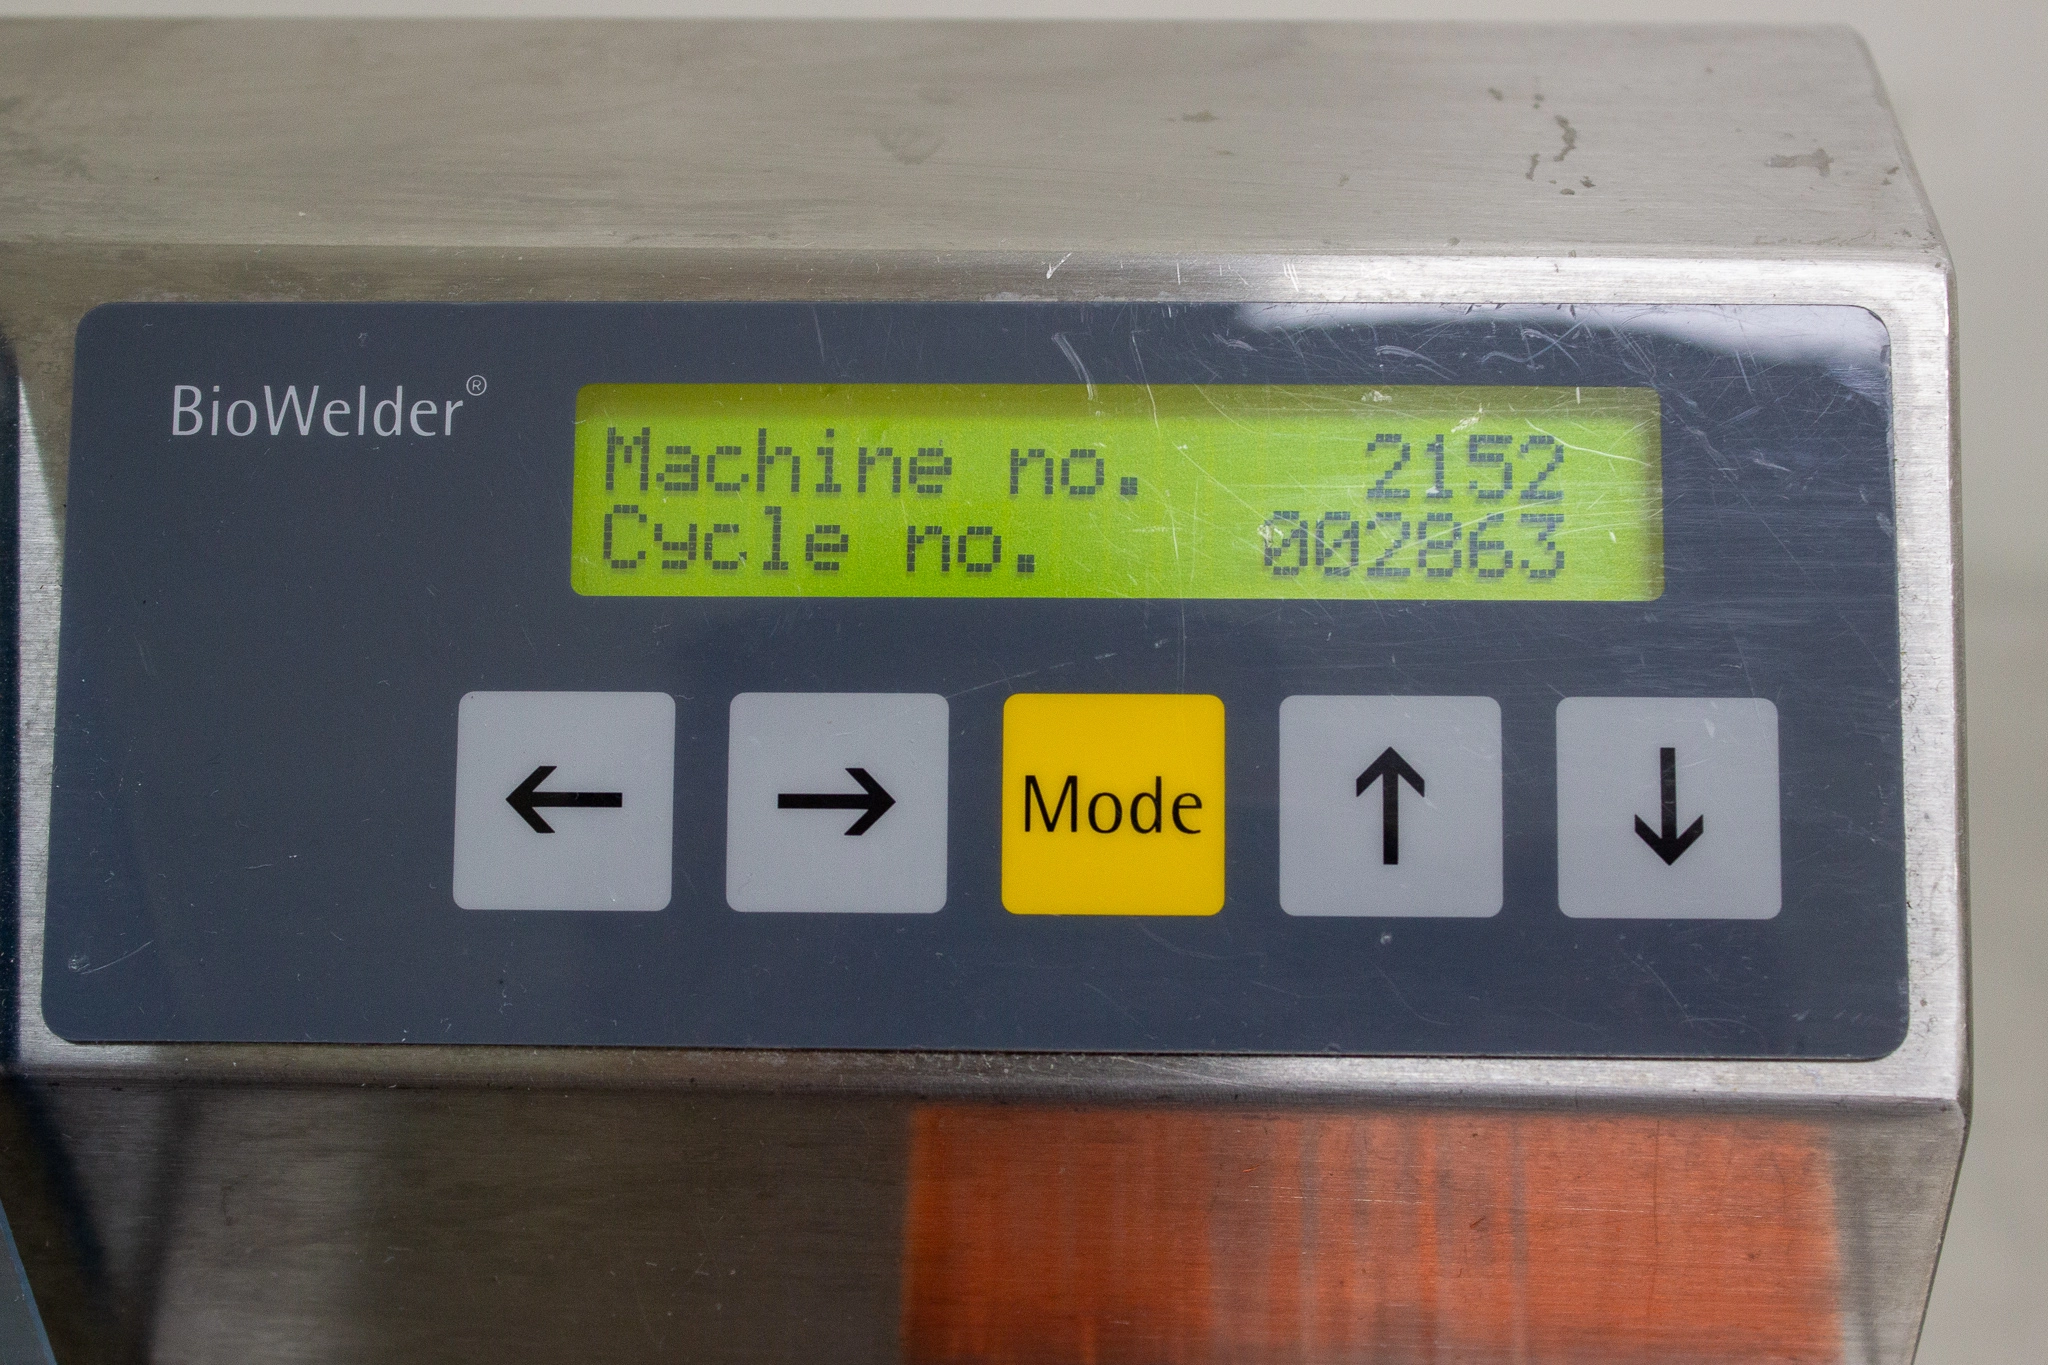 BioWelder®
Machine no. 2152
Cycle no. 002863
← → Mode ↑ ↓